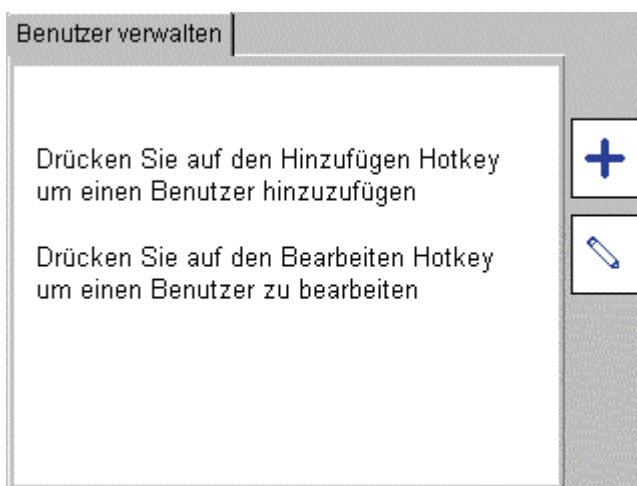 Benutzer verwalten
Drücken Sie auf den Hinzufügen Hotkey
um einen Benutzer hinzuzufügen
Drücken Sie auf den Bearbeiten Hotkey
um einen Benutzer zu bearbeiten